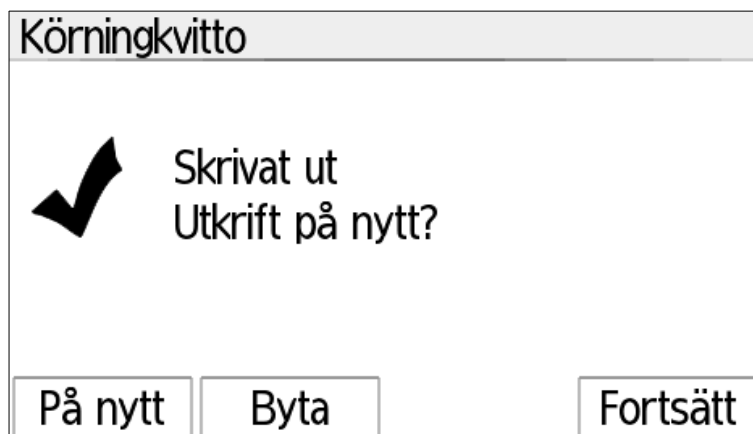 Körningkvitto
Skrivat ut
Utkrift på nytt?
På nytt Byta Fortsätt